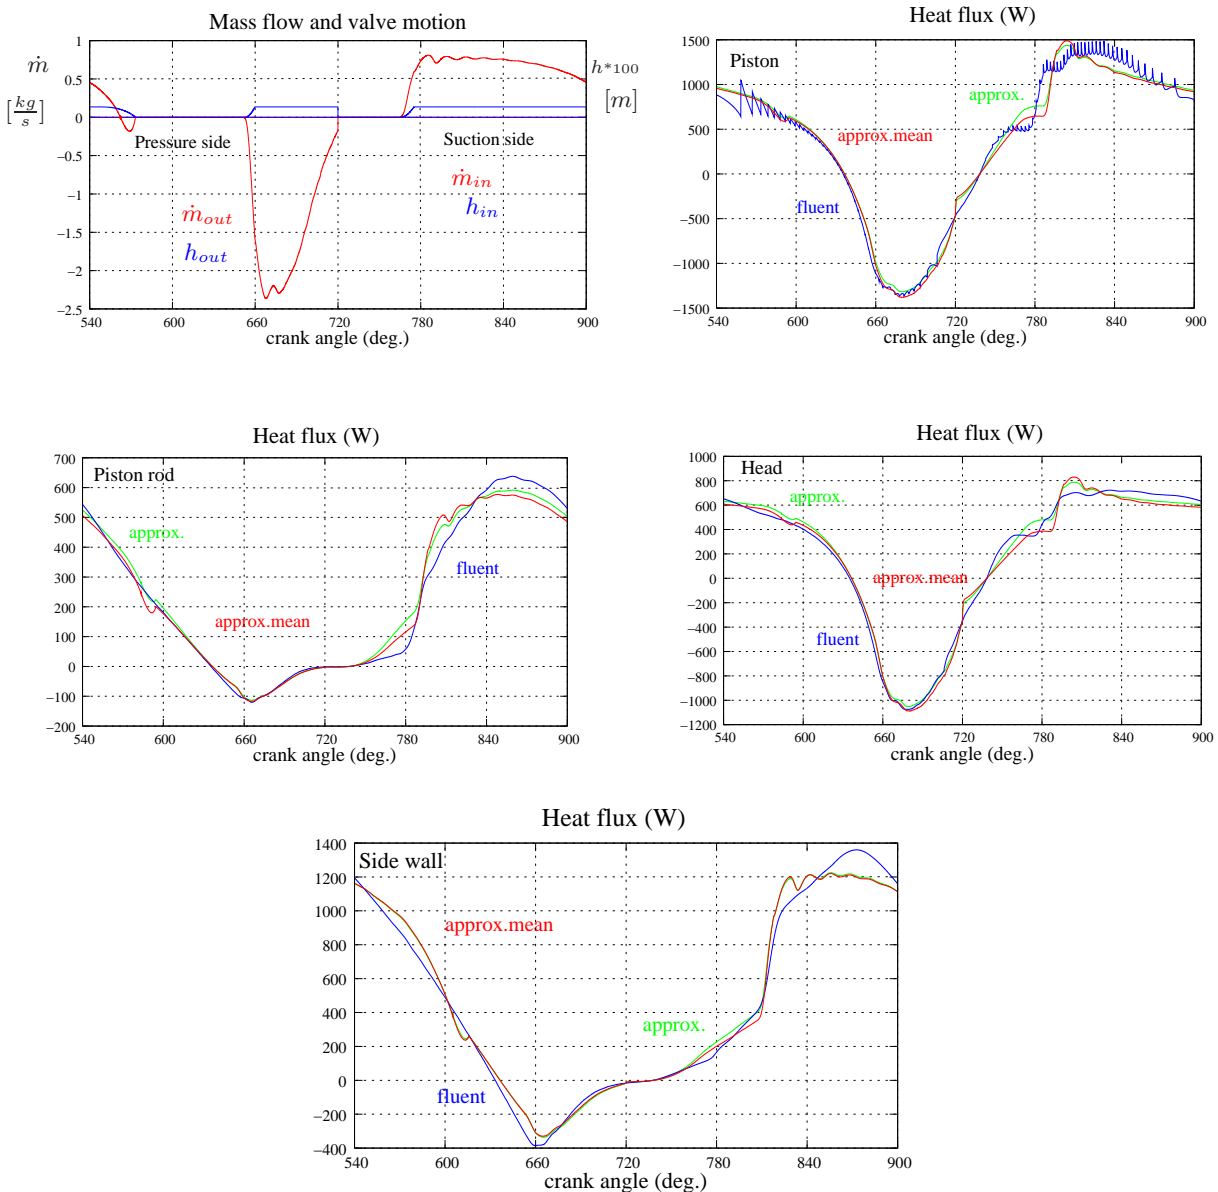 Mass flow and valve motion
ṁ
[kg/s]
h*100
[m]
1
0.5
0
−0.5
−1
−1.5
−2
−2.5
Pressure side
Suction side
ṁ_in
h_in
ṁ_out
h_out
540 600 660 720 780 840 900
crank angle (deg.)
Heat flux (W)
Piston
1500
1000
500
0
−500
−1000
−1500
approx.
approx.mean
fluent
540 600 660 720 780 840 900
crank angle (deg.)
Heat flux (W)
Piston rod
700
600
500
400
300
200
100
0
−100
−200
approx.
fluent
approx.mean
540 600 660 720 780 840 900
crank angle (deg.)
Heat flux (W)
Head
1000
800
600
400
200
0
−200
−400
−600
−800
−1000
−1200
approx.
approx.mean
fluent
540 600 660 720 780 840 900
crank angle (deg.)
Heat flux (W)
Side wall
1400
1200
1000
800
600
400
200
0
−200
−400
approx.mean
approx.
fluent
540 600 660 720 780 840 900
crank angle (deg.)